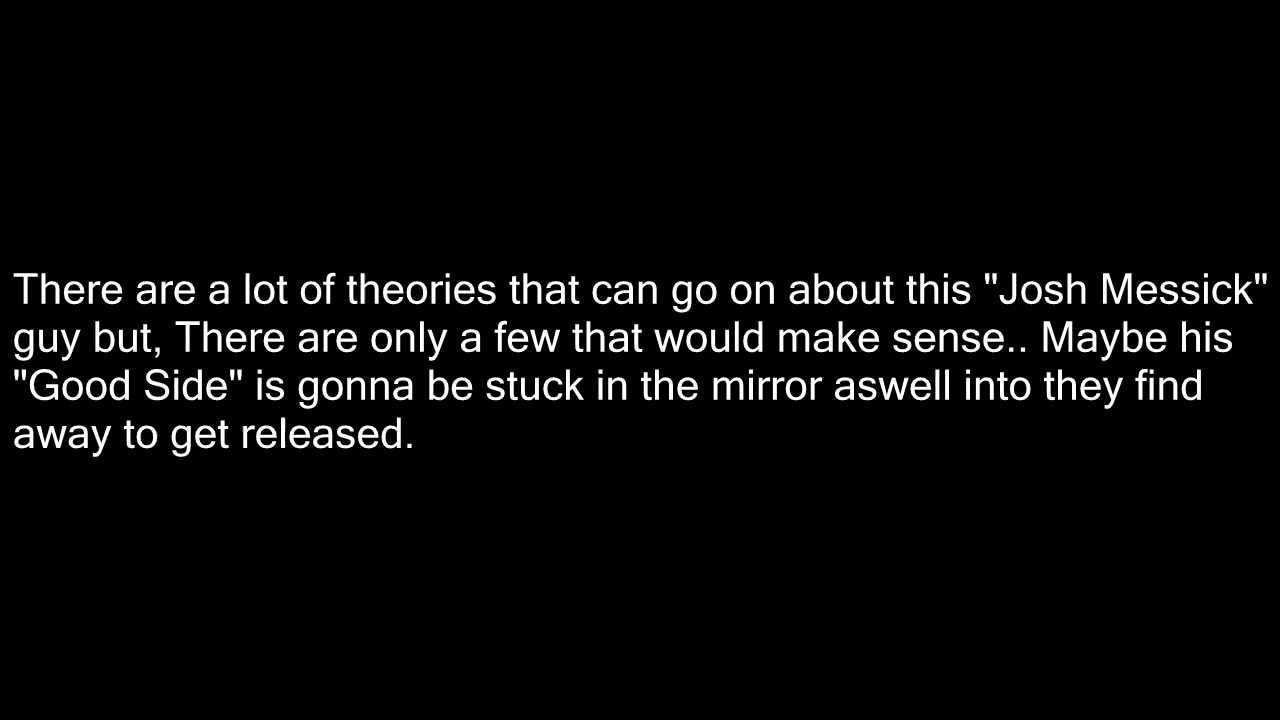 There are a lot of theories that can go on about this "Josh Messick"
guy but, There are only a few that would make sense.. Maybe his
"Good Side" is gonna be stuck in the mirror aswell into they find
away to get released.